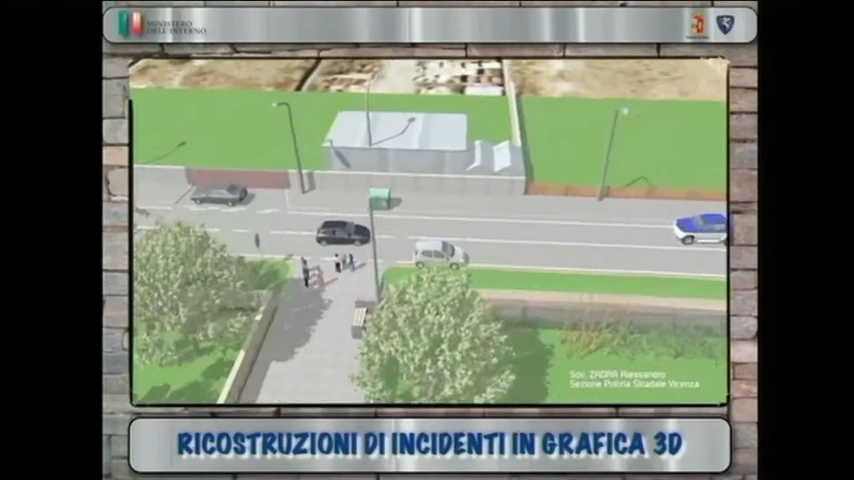 MINISTERO
DELL'INTERNO
Sov. ZADRA Alessandro
Sezione Polizia Stradale Vicenza
RICOSTRUZIONI DI INCIDENTI IN GRAFICA 3D